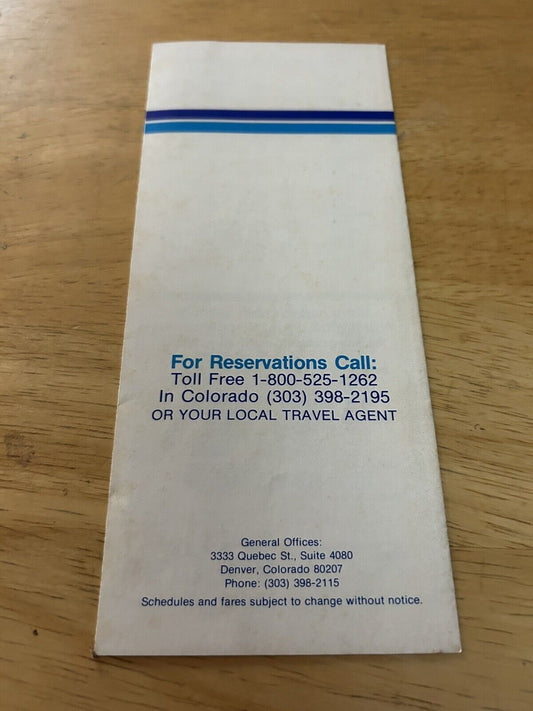 For Reservations Call:
Toll Free 1-800-525-1262
In Colorado (303) 398-2195
OR YOUR LOCAL TRAVEL AGENT
General Offices:
3333 Quebec St., Suite 4080
Denver, Colorado 80207
Phone: (303) 398-2115
Schedules and fares subject to change without notice.